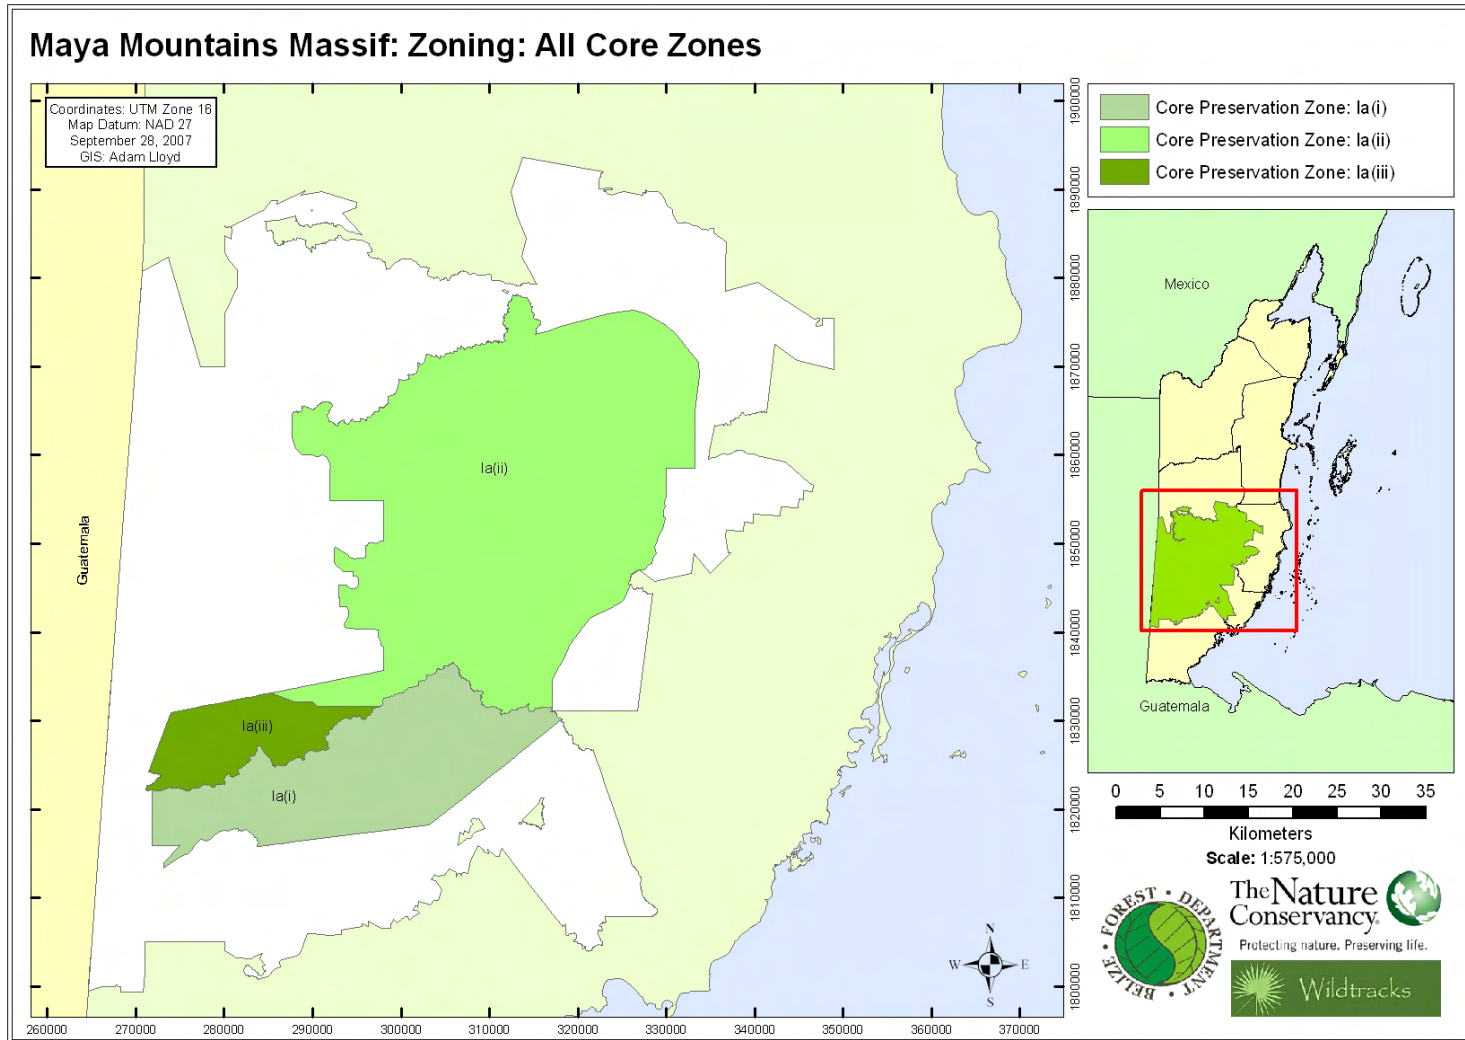 Maya Mountains Massif: Zoning: All Core Zones
Coordinates: UTM Zone 16
Map Datum: NAD 27
September 28, 2007
GIS: Adam Lloyd
Core Preservation Zone: Ia(i)
Core Preservation Zone: Ia(ii)
Core Preservation Zone: Ia(iii)
Guatemala
Ia(ii)
Ia(iii)
Ia(i)
1900000
1890000
1880000
1870000
1860000
1850000
1840000
1830000
1820000
1810000
1800000
260000 270000 280000 290000 300000 310000 320000 330000 340000 350000 360000 370000
N
W E
S
Mexico
Guatemala
0 5 10 15 20 25 30 35
Kilometers
Scale: 1:575,000
BELIZE • FOREST • DEPARTMENT •
The Nature
Conservancy.
Protecting nature. Preserving life.
Wildtracks